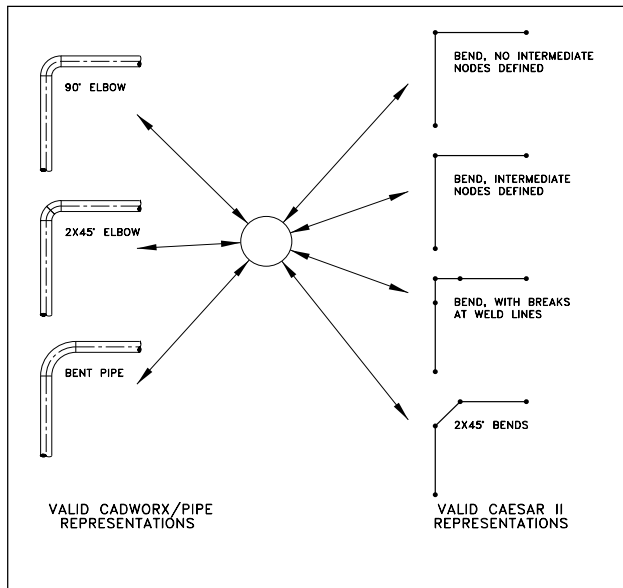 90° ELBOW
2X45° ELBOW
BENT PIPE
VALID CADWORX/PIPE
REPRESENTATIONS
BEND, NO INTERMEDIATE
NODES DEFINED
BEND, INTERMEDIATE
NODES DEFINED
BEND, WITH BREAKS
AT WELD LINES
2X45° BENDS
VALID CAESAR II
REPRESENTATIONS